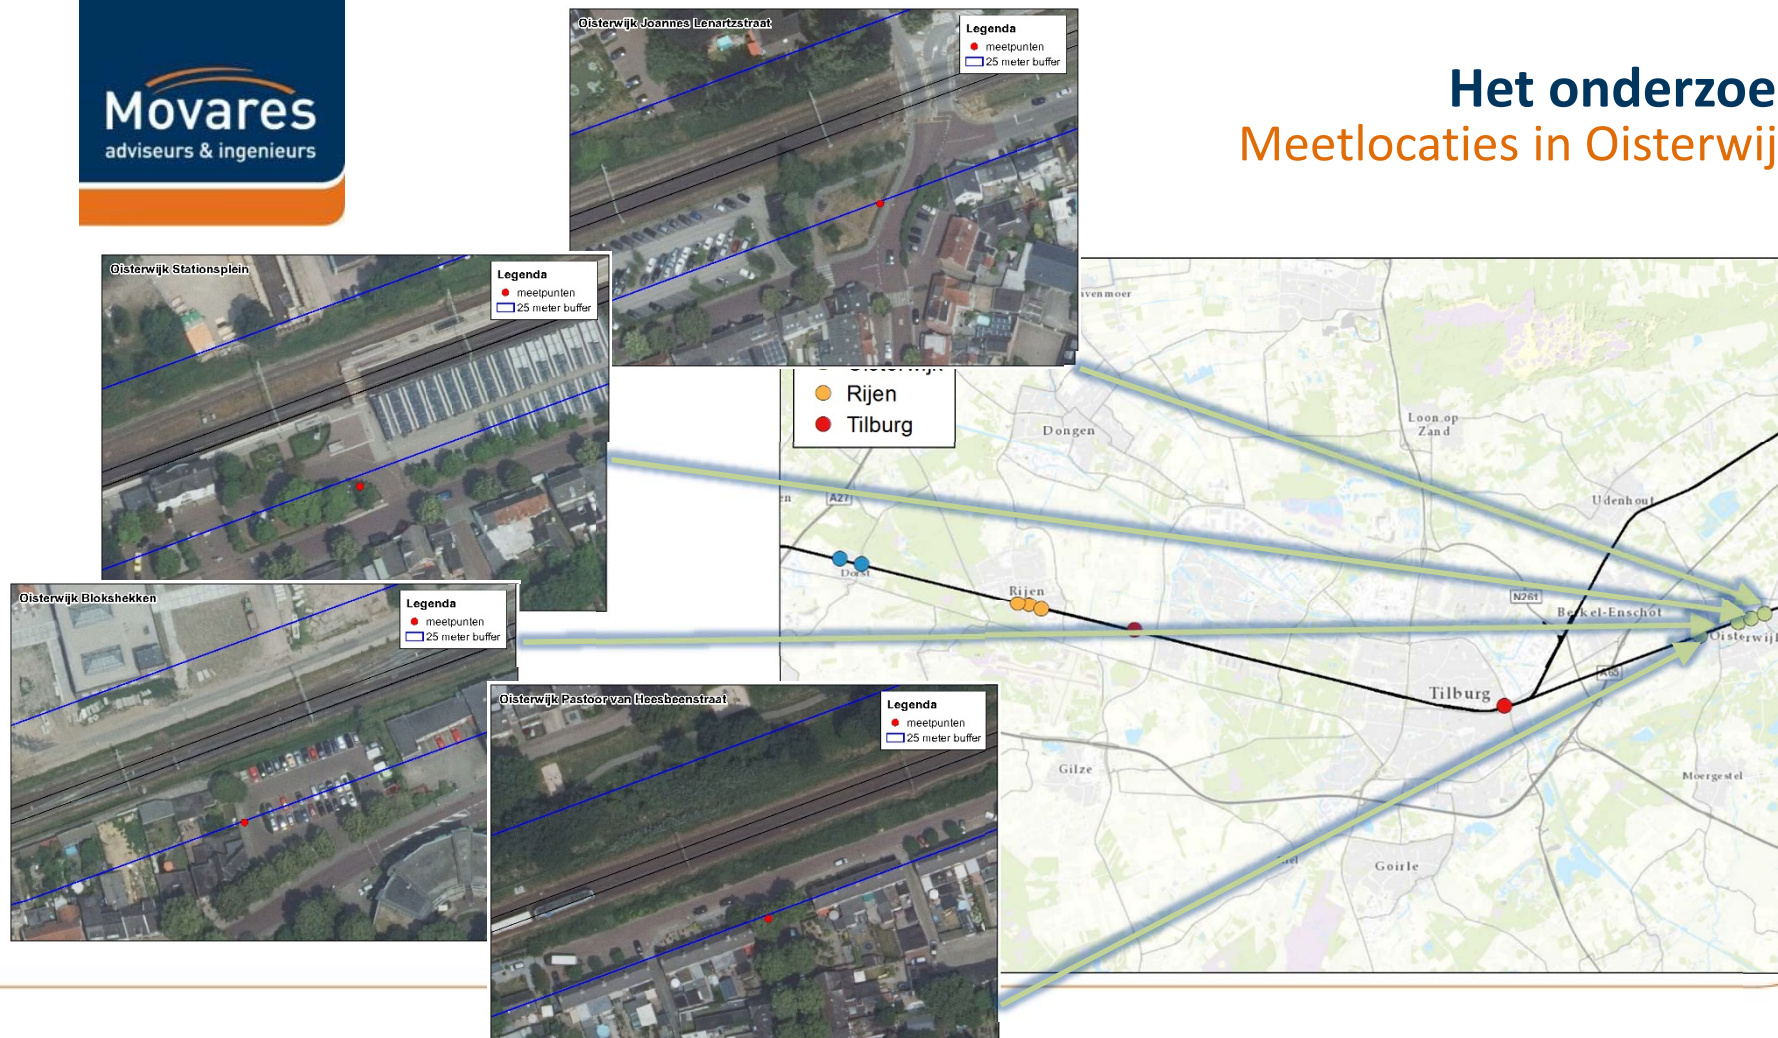 Movares
adviseurs & ingenieurs
Het onderzoe
Meetlocaties in Oisterwij
Oisterwijk Joannes Lenartzstraat
Legenda
meetpunten
25 meter buffer
Oisterwijk Stationsplein
Legenda
meetpunten
25 meter buffer
Oisterwijk Blokshekken
Legenda
meetpunten
25 meter buffer
Oisterwijk Pastoor van Heesbeenstraat
Legenda
meetpunten
25 meter buffer
Oisterwijk
Rijen
Tilburg
Dongen
Loon op
Zand
A27
Udenhout
Dorst
Rijen
N261
Berkel-Enschot
Oisterwijk
A65
Tilburg
Gilze
Moergestel
Goirle